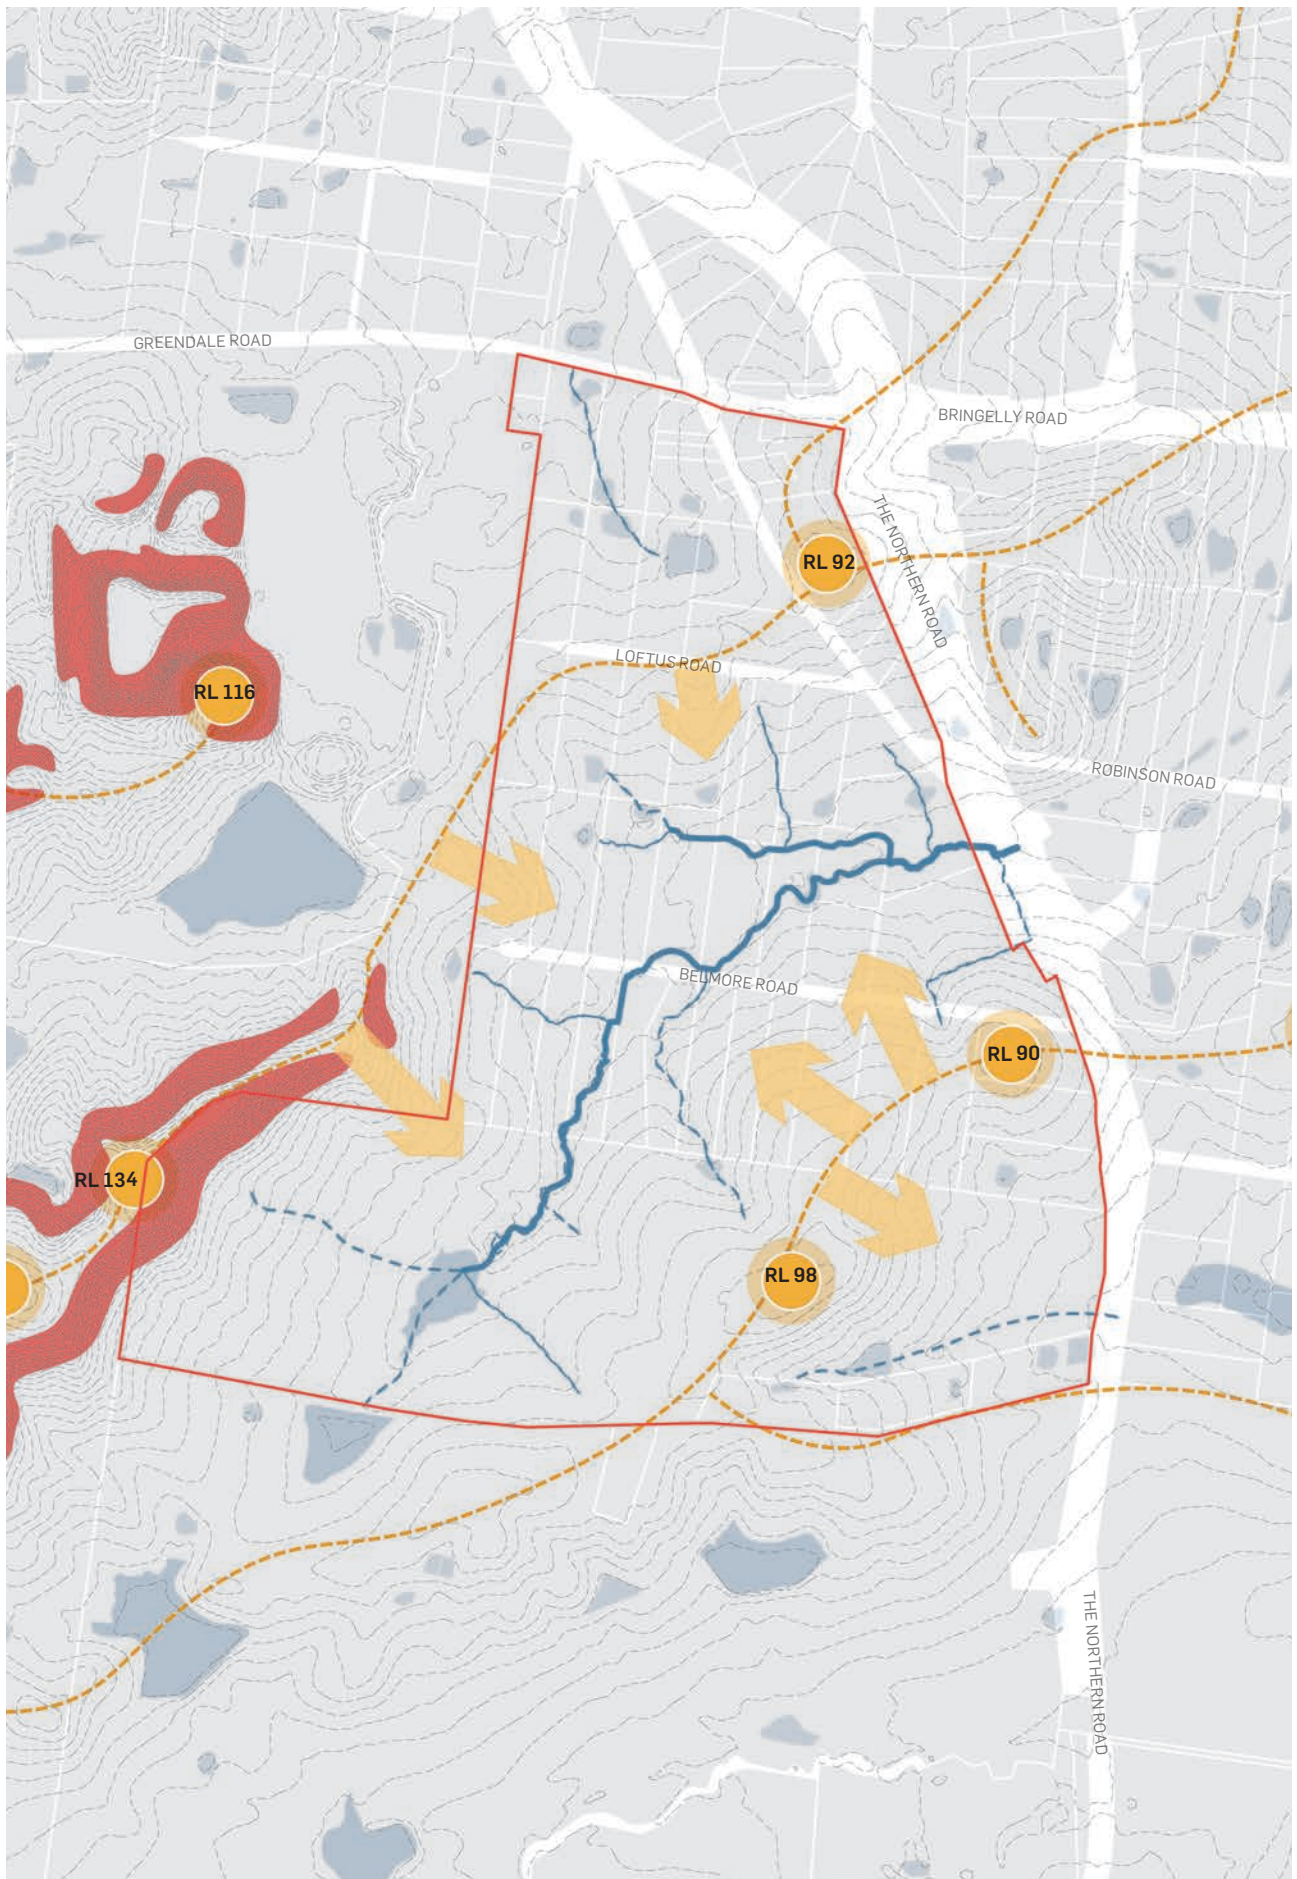 GREENDALE ROAD
BRINGELLY ROAD
THE NORTHERN ROAD
RL 92
LOFTUS ROAD
RL 116
ROBINSON ROAD
BELMORE ROAD
RL 90
RL 134
RL 98
THE NORTHERN ROAD